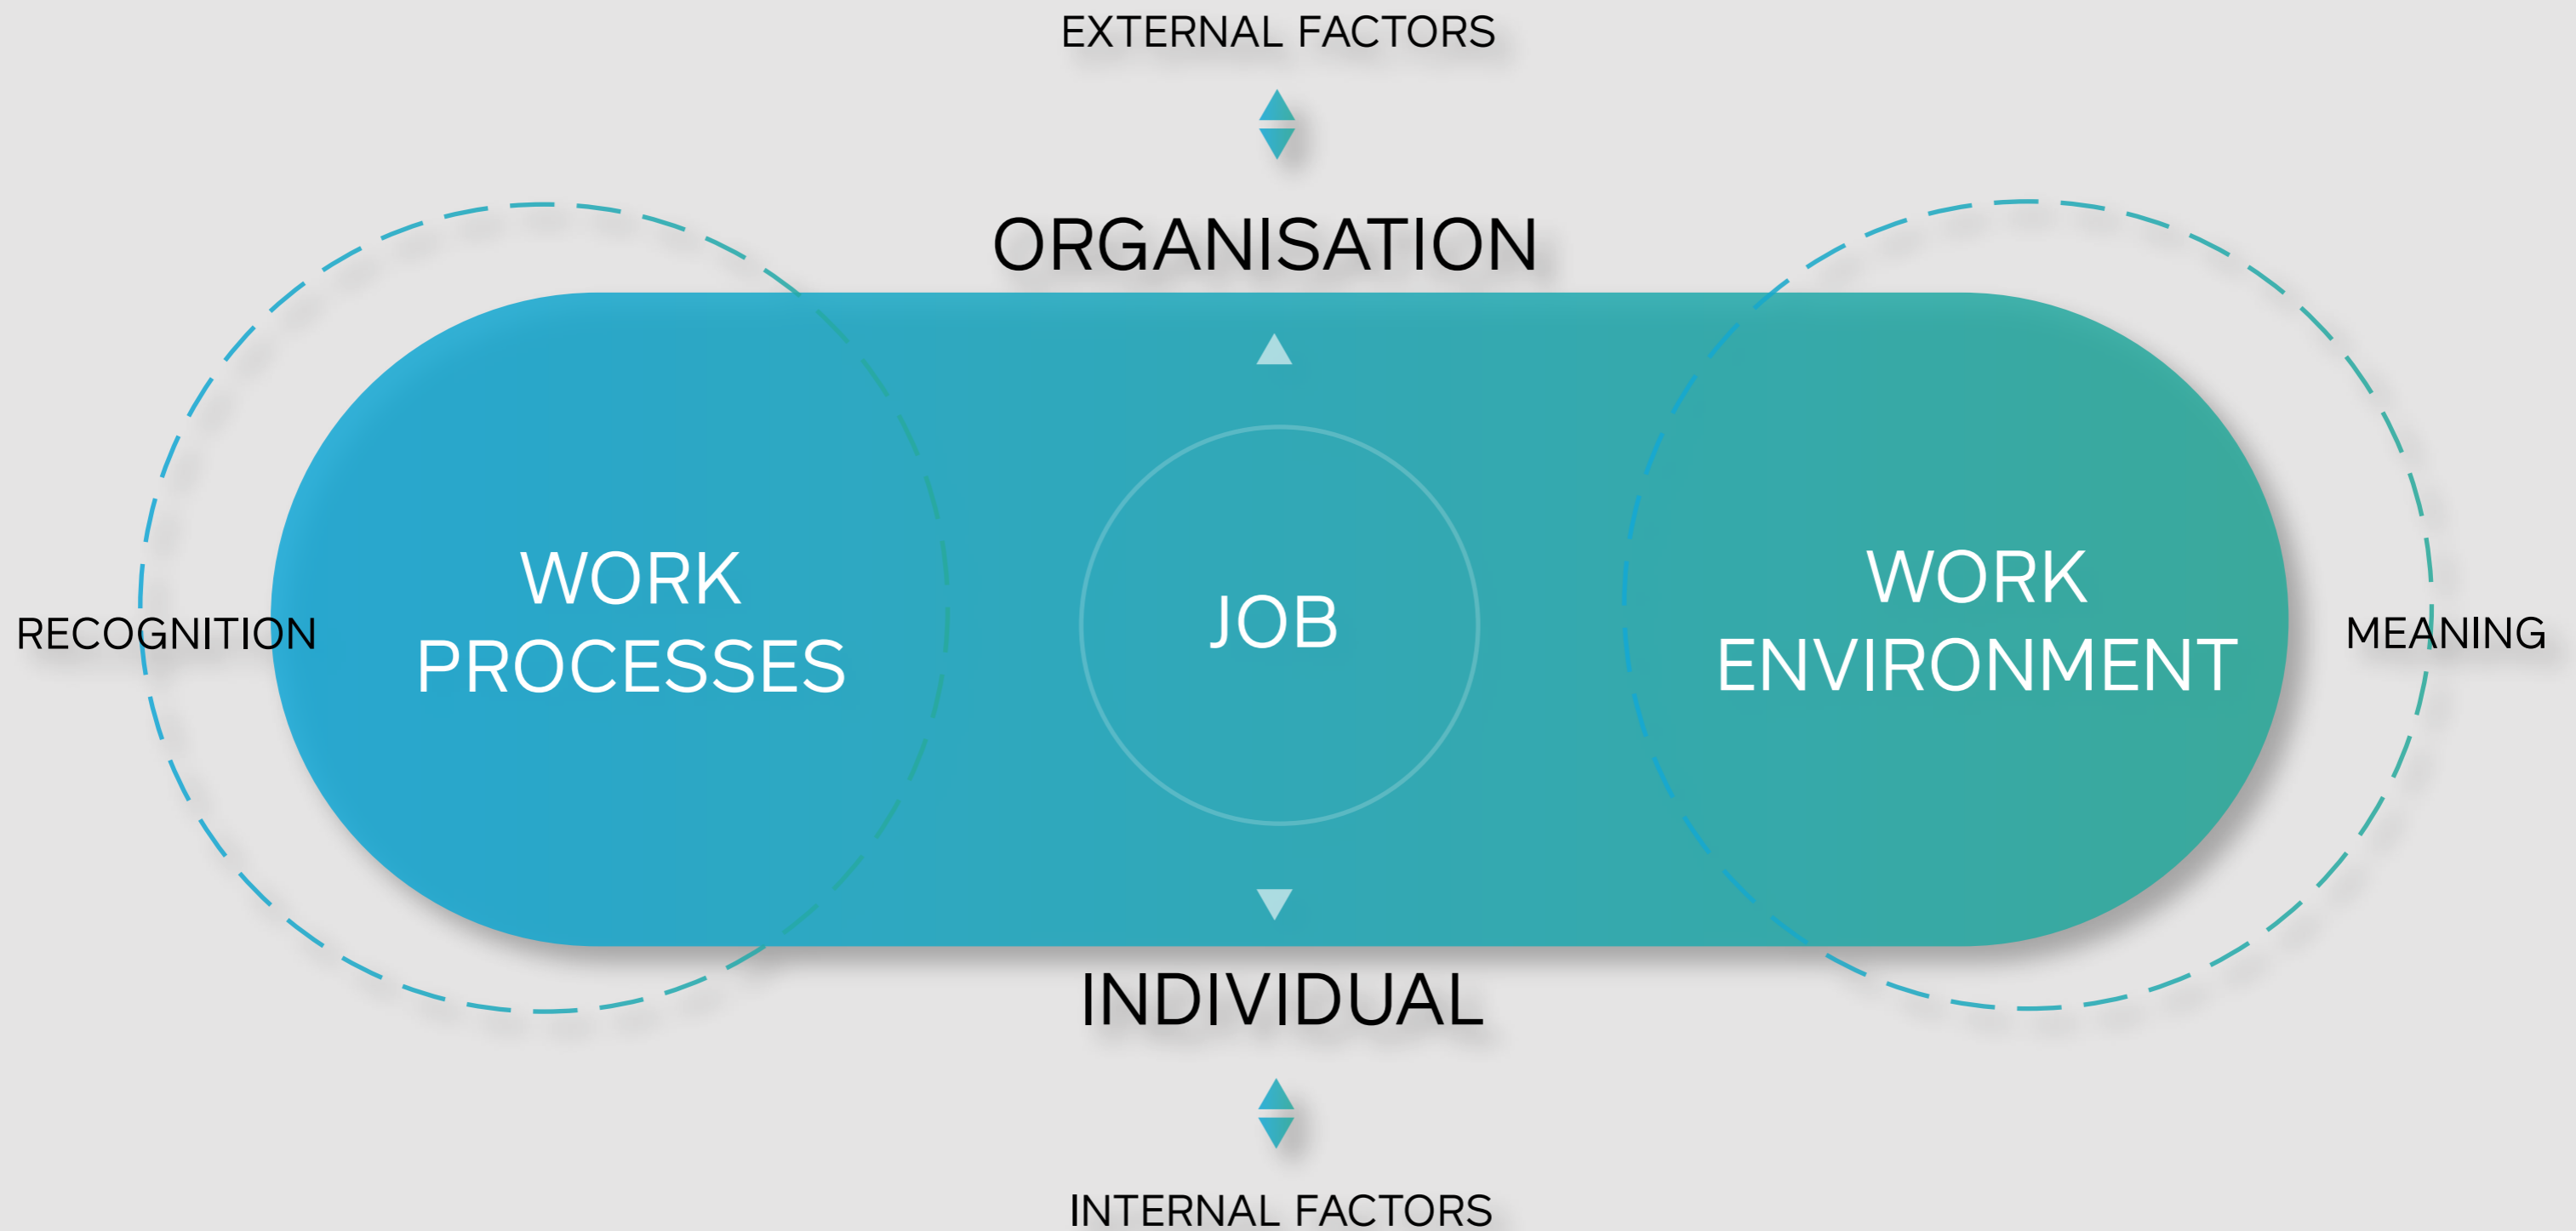 EXTERNAL FACTORS
ORGANISATION
WORK
PROCESSES
JOB
WORK
ENVIRONMENT
RECOGNITION
MEANING
INDIVIDUAL
INTERNAL FACTORS